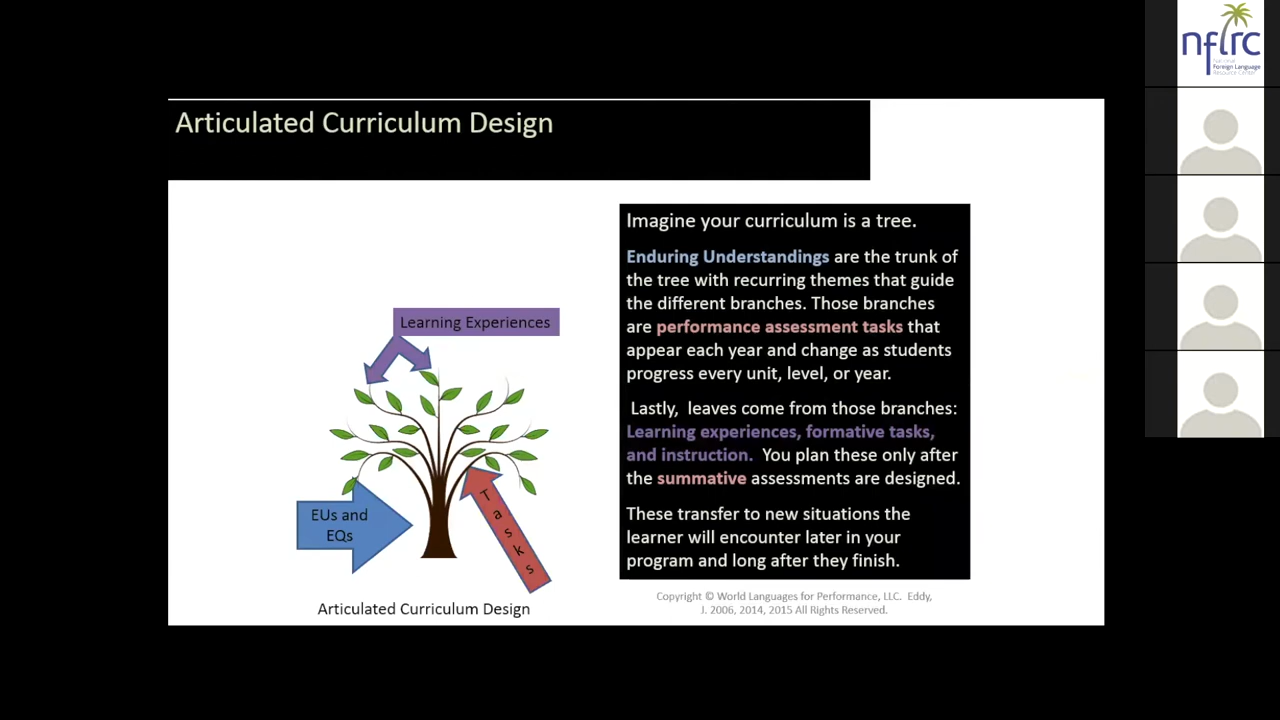 Articulated Curriculum Design
Imagine your curriculum is a tree.
Enduring Understandings are the trunk of
the tree with recurring themes that guide
the different branches. Those branches
are performance assessment tasks that
appear each year and change as students
progress every unit, level, or year.
Lastly, leaves come from those branches:
Learning experiences, formative tasks,
and instruction. You plan these only after
the summative assessments are designed.
These transfer to new situations the
learner will encounter later in your
program and long after they finish.
Learning Experiences
EUs and
EQs
Tasks
Articulated Curriculum Design
Copyright © World Languages for Performance, LLC. Eddy,
J. 2006, 2014, 2015 All Rights Reserved.
nflrc
National
Foreign Language
Resource Center